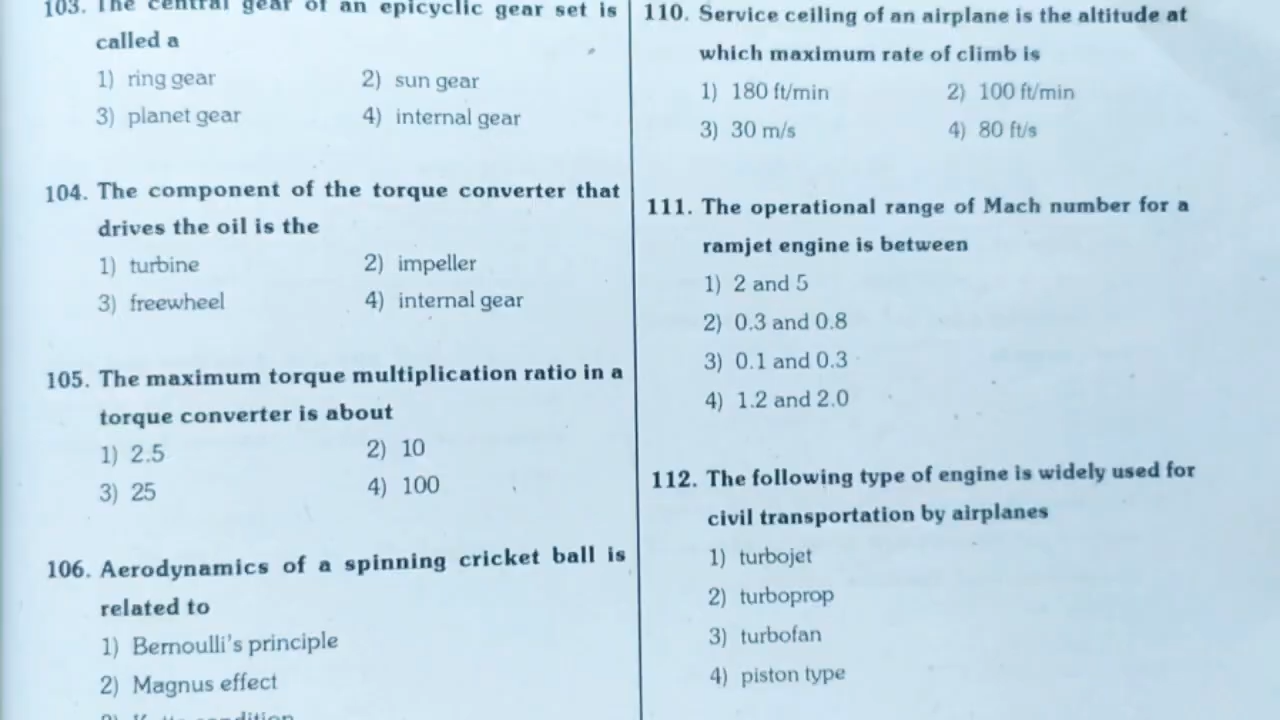 103. The central gear of an epicyclic gear set is
called a
1) ring gear 2) sun gear
3) planet gear 4) internal gear
104. The component of the torque converter that
drives the oil is the
1) turbine 2) impeller
3) freewheel 4) internal gear
105. The maximum torque multiplication ratio in a
torque converter is about
1) 2.5 2) 10
3) 25 4) 100
106. Aerodynamics of a spinning cricket ball is
related to
1) Bernoulli's principle
2) Magnus effect
110. Service ceiling of an airplane is the altitude at
which maximum rate of climb is
1) 180 ft/min 2) 100 ft/min
3) 30 m/s 4) 80 ft/s
111. The operational range of Mach number for a
ramjet engine is between
1) 2 and 5
2) 0.3 and 0.8
3) 0.1 and 0.3
4) 1.2 and 2.0
112. The following type of engine is widely used for
civil transportation by airplanes
1) turbojet
2) turboprop
3) turbofan
4) piston type